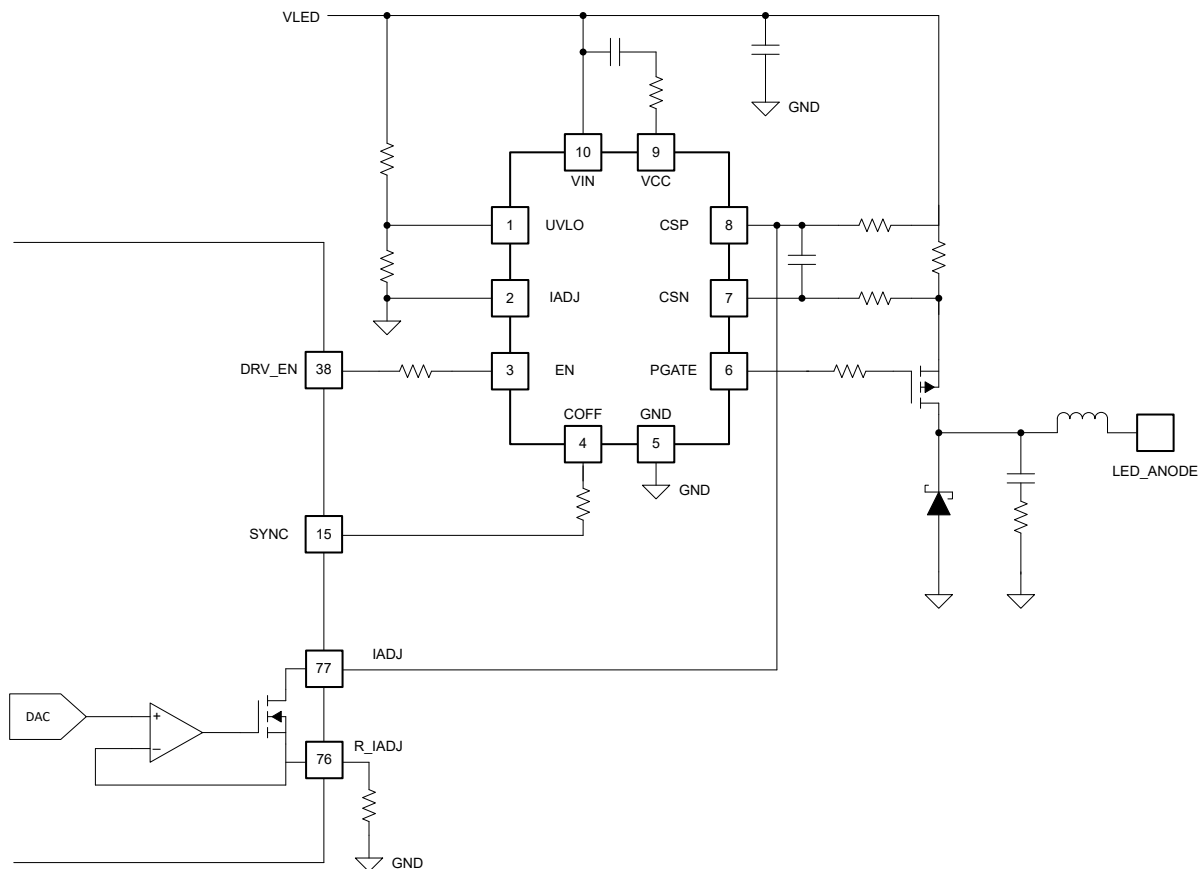 VLED
GND
10
9
VIN
VCC
1
UVLO
CSP
8
2
IADJ
CSN
7
DRV_EN
38
3
EN
PGATE
6
COFF
GND
4
5
GND
LED_ANODE
SYNC
15
IADJ
77
DAC
+
–
R_IADJ
76
GND